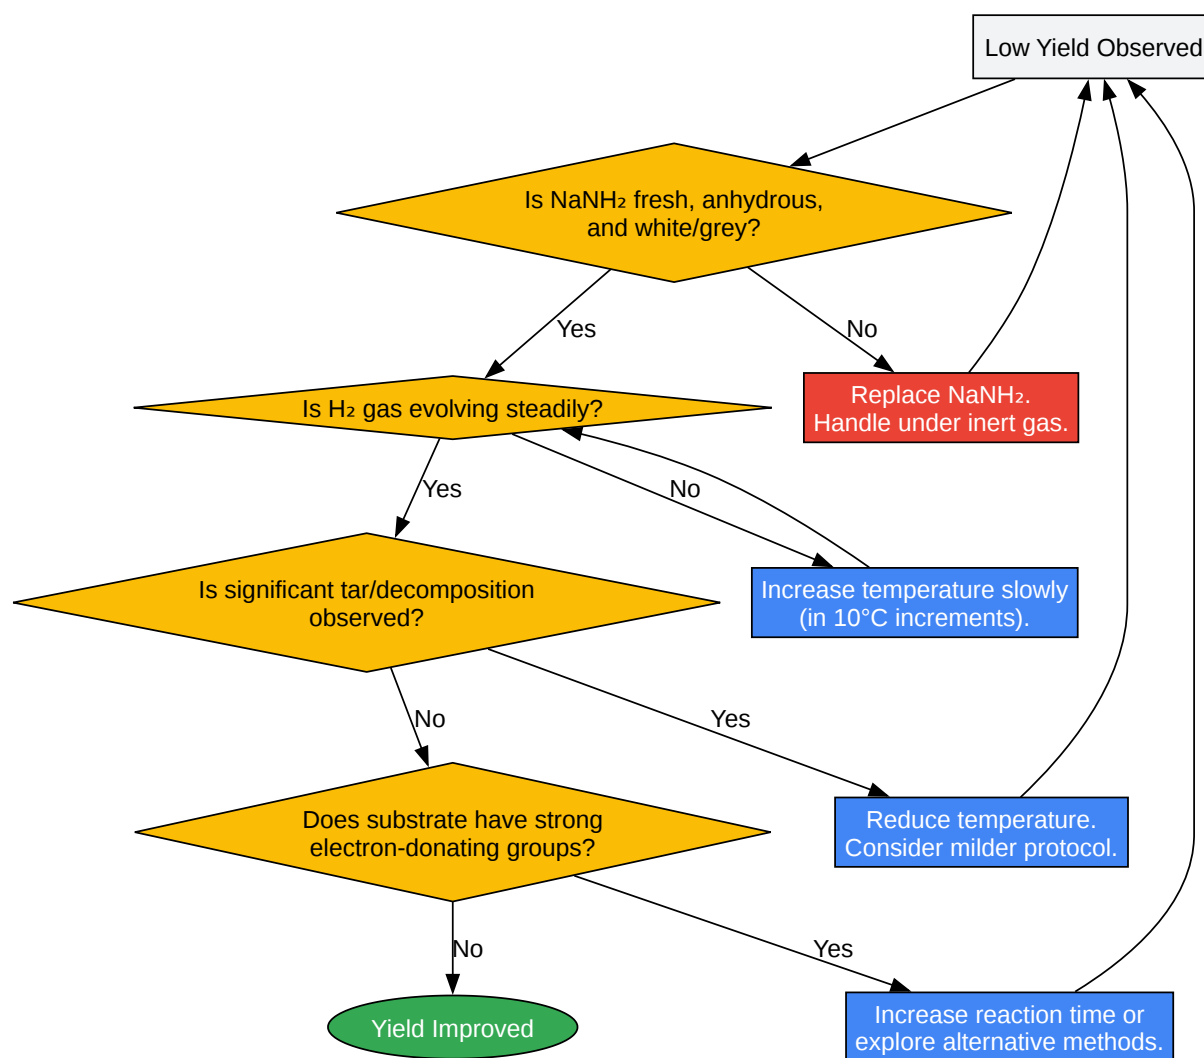 Low Yield Observed
Is NaNH₂ fresh, anhydrous,
and white/grey?
Yes
No
Is H₂ gas evolving steadily?
Replace NaNH₂.
Handle under inert gas.
Yes
No
Is significant tar/decomposition
observed?
Increase temperature slowly
(in 10°C increments).
No
Yes
Does substrate have strong
electron-donating groups?
Reduce temperature.
Consider milder protocol.
No
Yes
Yield Improved
Increase reaction time or
explore alternative methods.